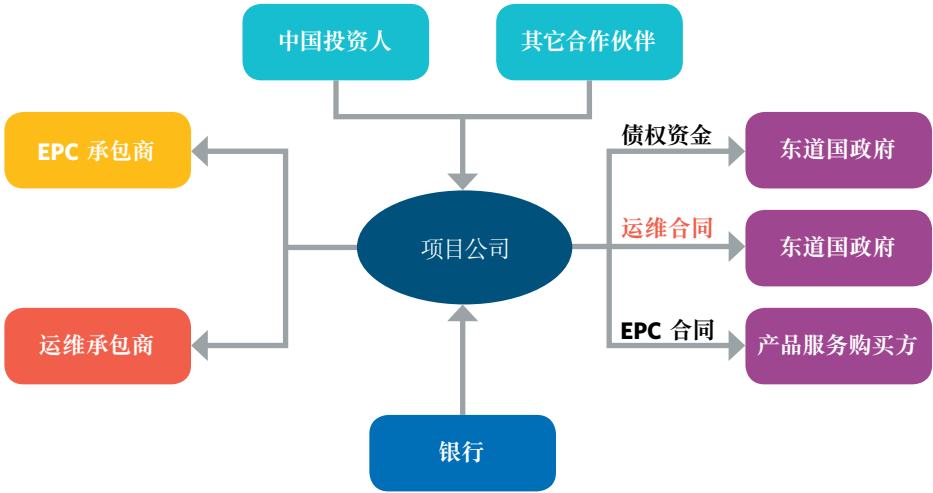 中国投资人
其它合作伙伴
EPC 承包商
债权资金
东道国政府
项目公司
运维合同
东道国政府
运维承包商
EPC 合同
产品服务购买方
银行